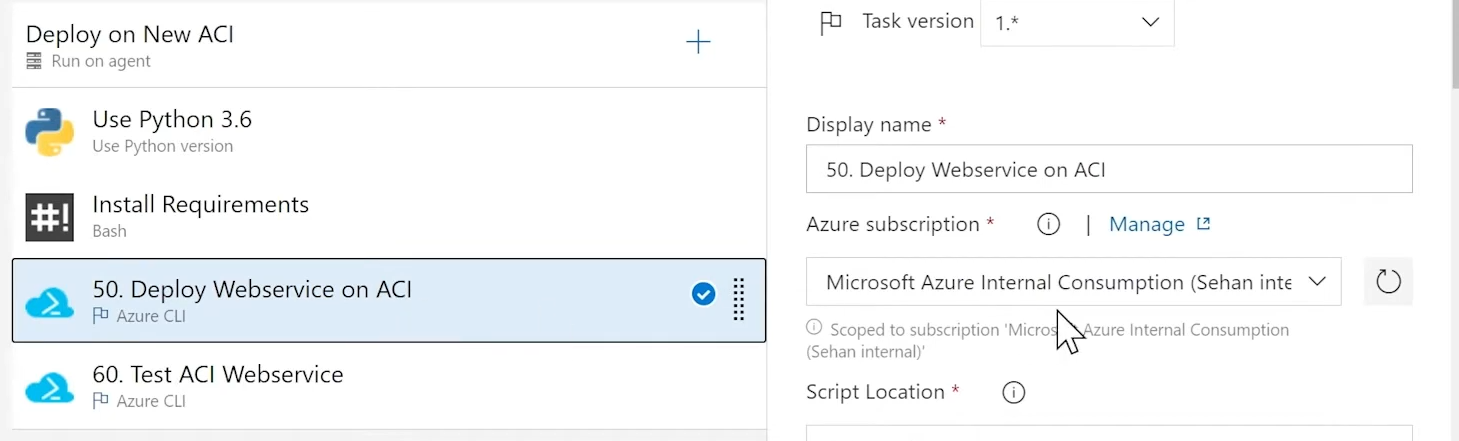 Deploy on New ACI
Run on agent
Use Python 3.6
Use Python version
#!
Install Requirements
Bash
50. Deploy Webservice on ACI
Azure CLI
60. Test ACI Webservice
Azure CLI
Task version 1.*
Display name *
50. Deploy Webservice on ACI
Azure subscription * | Manage
Microsoft Azure Internal Consumption (Sehan inte
Scoped to subscription 'Micros Azure Internal Consumption
(Sehan internal)'
Script Location *